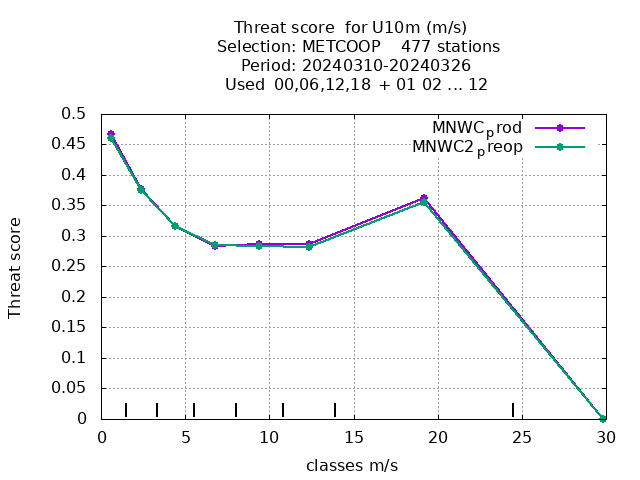 Threat score  for U10m (m/s)
Selection: METCOOP    477 stations
Period: 20240310-20240326
Used  00,06,12,18  + 01 02 ... 12
MNWCprod
MNWC2preop
0.5
0.45
0.4
0.35
0.3
0.25
0.2
0.15
0.1
0.05
0
Threat score
0 5 10 15 20 25 30
classes m/s